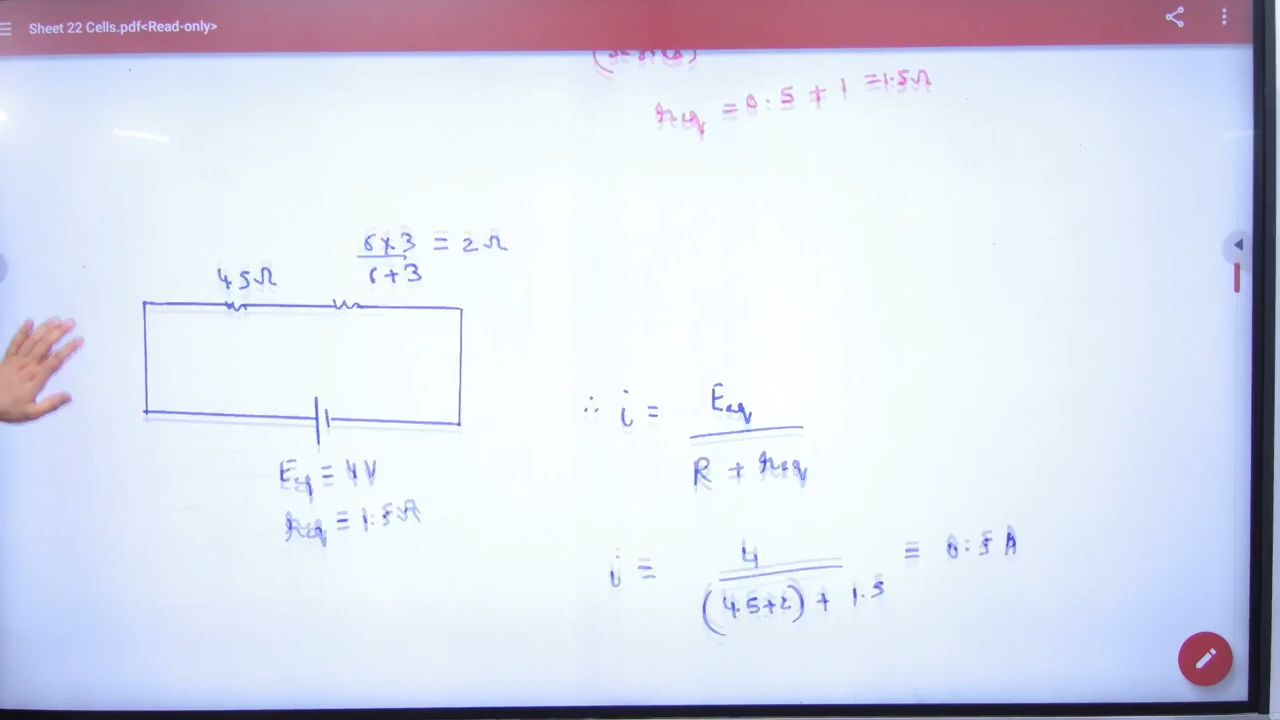 Sheet 22 Cells.pdf<Read-only>
req = 0.5 + 1 = 1.5Ω
6×3/6+3 = 2Ω
4.5Ω
Eeq = 4V
req = 1.5Ω
∴ i = Eeq / R + req
i = 4 / (4.5+2) + 1.5 = 0.5 A